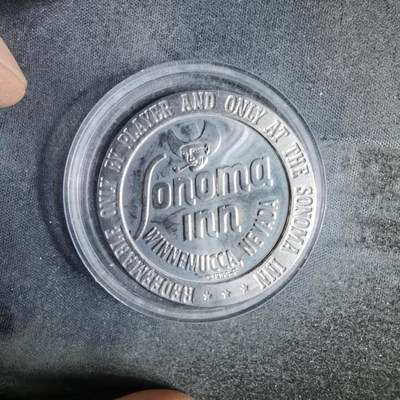 REDEEMABLE ONLY BY PLAYER AND ONLY AT THE SONOMA INN
Sonoma
Inn
WINNEMUCCA, NEVADA